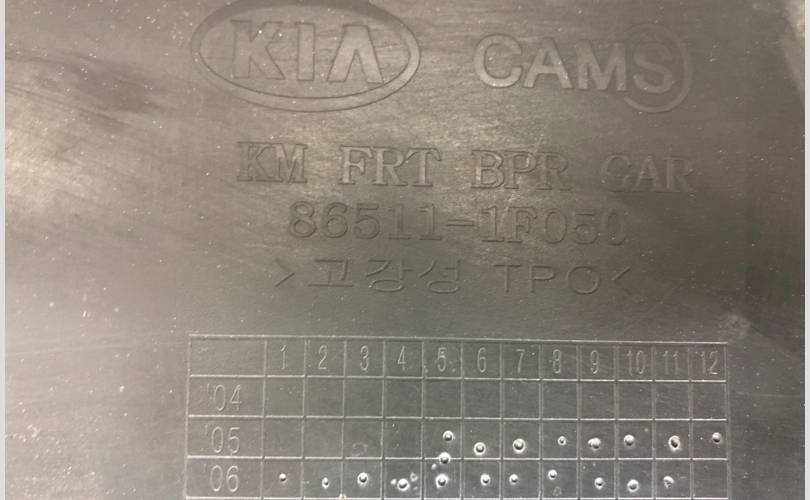 KIA CAMS
KM FRT BPR GAR
86511-1F050
>고강성 TPO<
1 2 3 4 5 6 7 8 9 10 11 12
'04
'05
'06